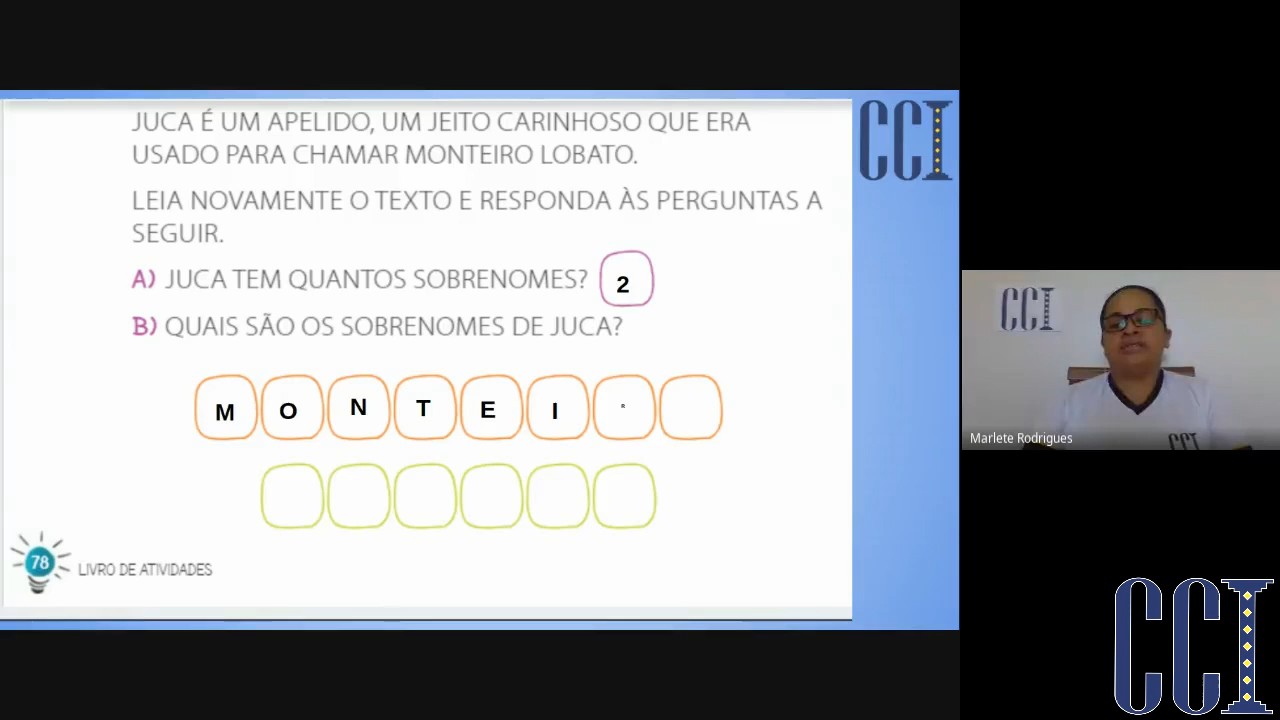 JUCA É UM APELIDO, UM JEITO CARINHOSO QUE ERA
USADO PARA CHAMAR MONTEIRO LOBATO.
LEIA NOVAMENTE O TEXTO E RESPONDA ÀS PERGUNTAS A
SEGUIR.
A) JUCA TEM QUANTOS SOBRENOMES? 2
B) QUAIS SÃO OS SOBRENOMES DE JUCA?
M O N T E I
78 LIVRO DE ATIVIDADES
CCI
CCI
Marlete Rodrigues
CCI
CCI